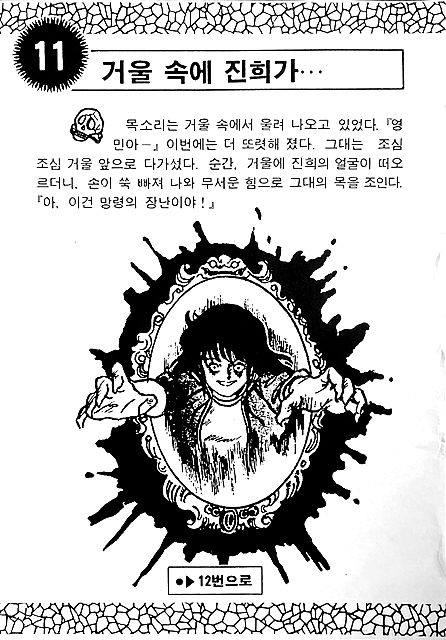 11
거울 속에 진희가…
목소리는 거울 속에서 울려 나오고 있었다. 『영
민아ー』 이번에는 더 또렷해 졌다. 그대는 조심
조심 거울 앞으로 다가섰다. 순간, 거울에 진희의 얼굴이 떠오
르더니, 손이 쑥 빠져 나와 무서운 힘으로 그대의 목을 조인다.
『아, 이건 망령의 장난이야!』
●▶12번으로